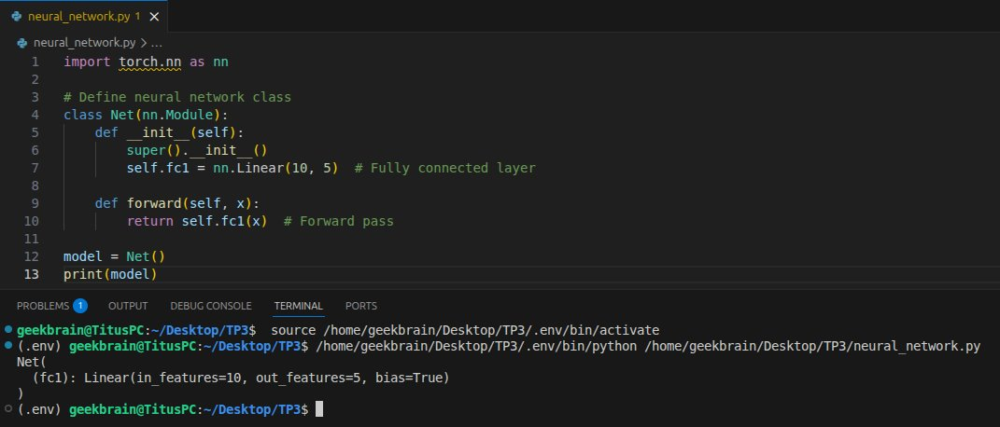 neural_network.py 1
neural_network.py > ...
1 import torch.nn as nn
2
3 # Define neural network class
4 class Net(nn.Module):
5     def __init__(self):
6         super().__init__()
7         self.fc1 = nn.Linear(10, 5)  # Fully connected layer
8
9     def forward(self, x):
10         return self.fc1(x)  # Forward pass
11
12 model = Net()
13 print(model)
PROBLEMS 1 OUTPUT DEBUG CONSOLE TERMINAL PORTS
geekbrain@TitusPC:~/Desktop/TP3$  source /home/geekbrain/Desktop/TP3/.env/bin/activate
(.env) geekbrain@TitusPC:~/Desktop/TP3$ /home/geekbrain/Desktop/TP3/.env/bin/python /home/geekbrain/Desktop/TP3/neural_network.py
Net(
  (fc1): Linear(in_features=10, out_features=5, bias=True)
)
(.env) geekbrain@TitusPC:~/Desktop/TP3$